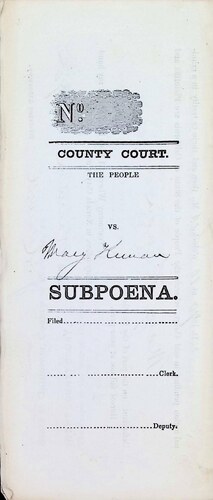 No.
COUNTY COURT.
THE PEOPLE
VS.
Mary
SUBPOENA.
Filed
Clerk.
Deputy.